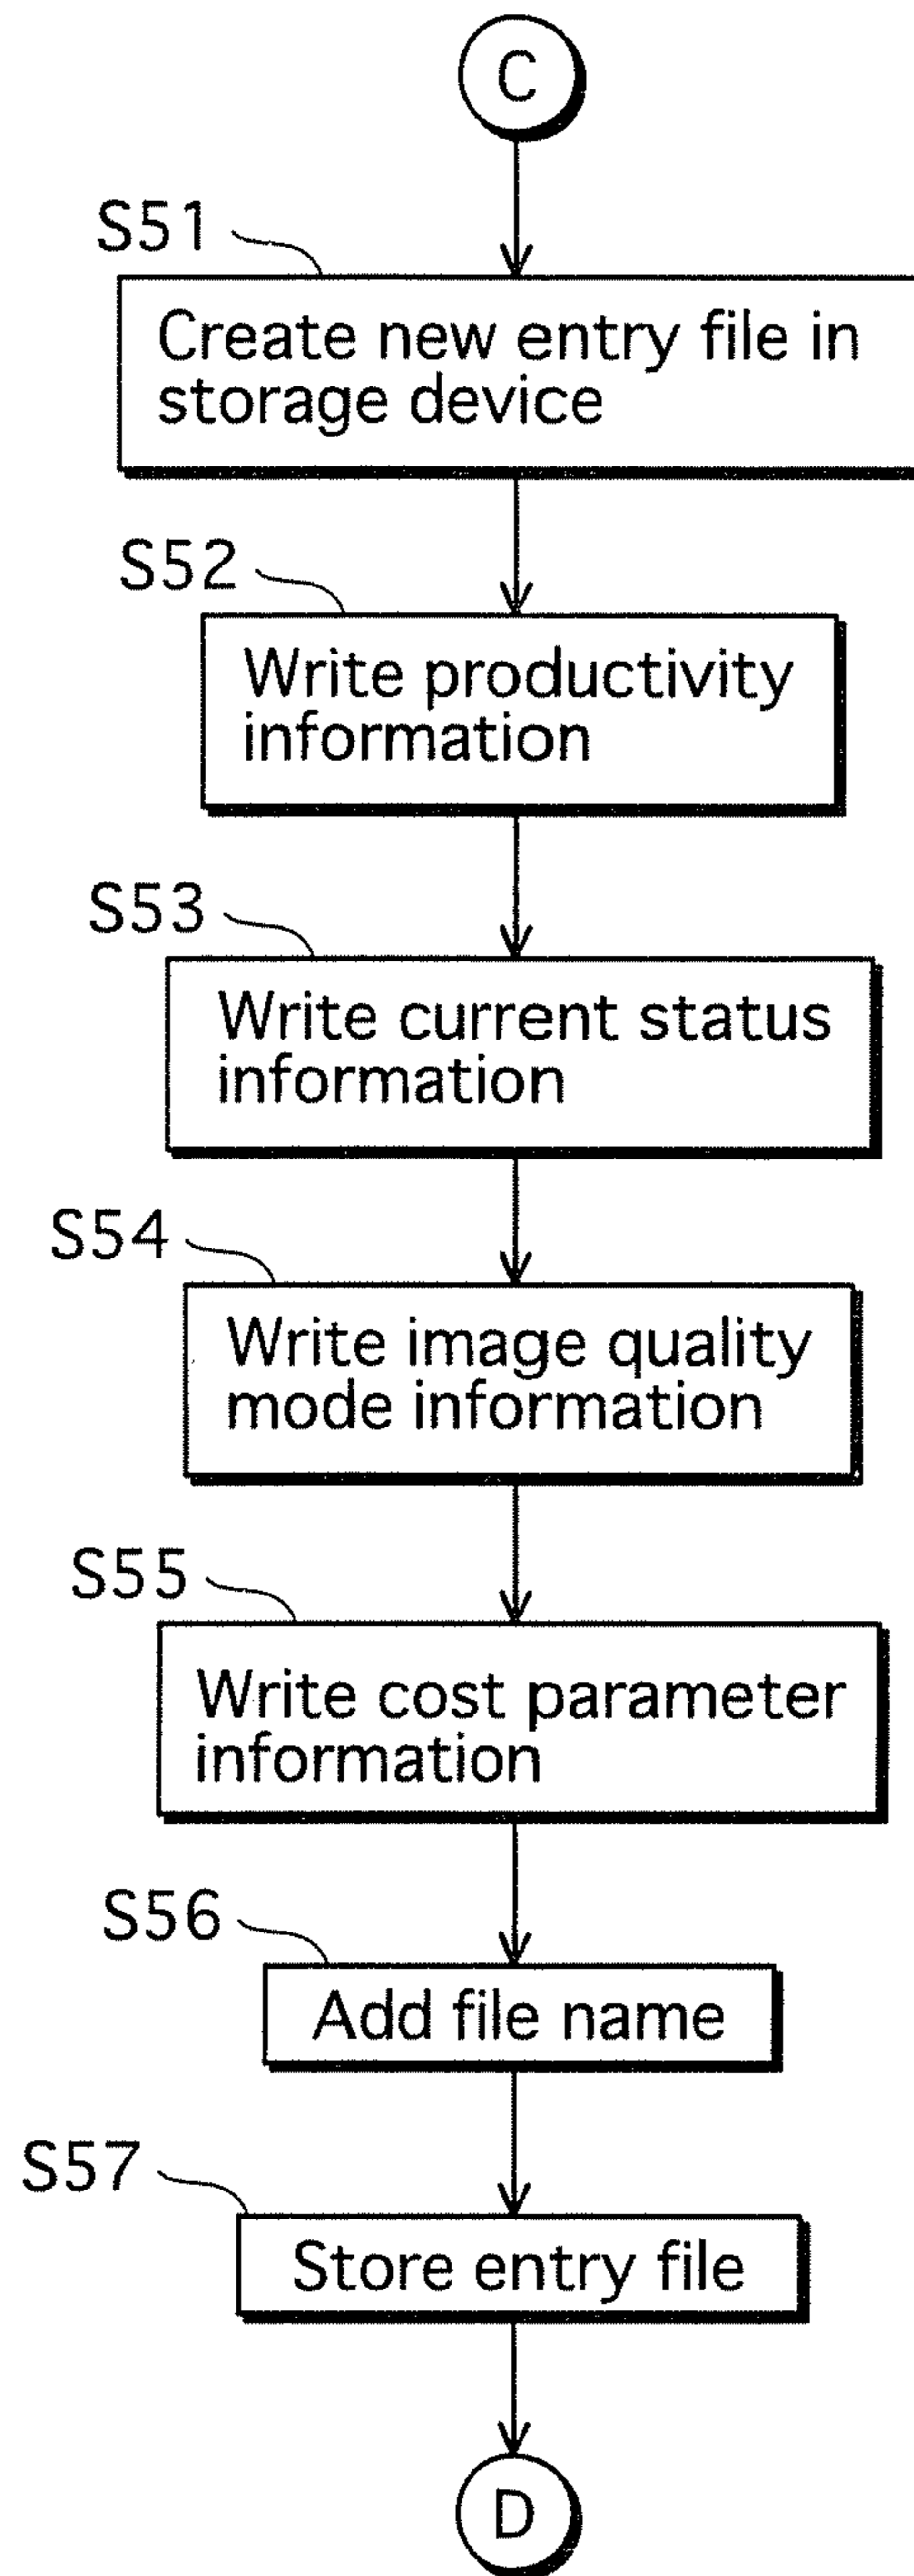 C
S51
Create new entry file in
storage device
S52
Write productivity
information
S53
Write current status
information
S54
Write image quality
mode information
S55
Write cost parameter
information
S56
Add file name
S57
Store entry file
D